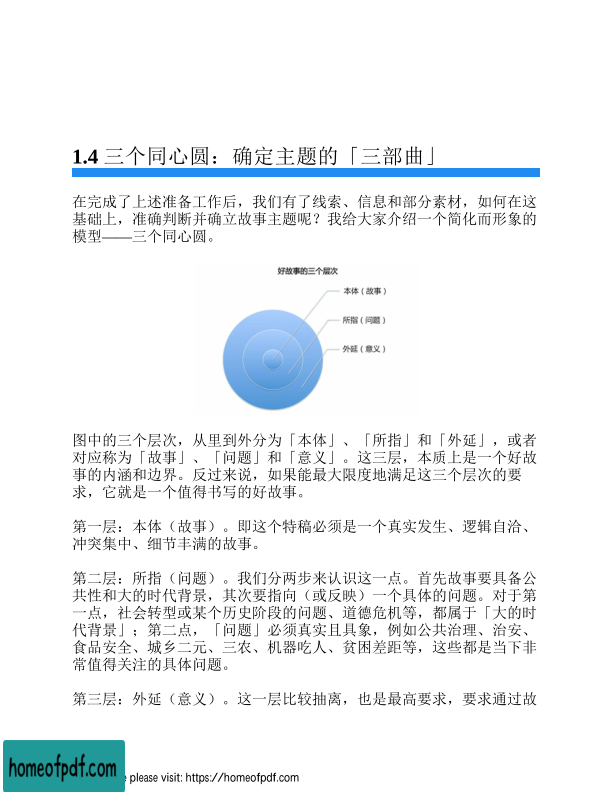 1.4 三个同心圆：确定主题的「三部曲」
在完成了上述准备工作后，我们有了线索、信息和部分素材，如何在这
基础上，准确判断并确立故事主题呢？我给大家介绍一个简化而形象的
模型——三个同心圆。
好故事的三个层次
本体（故事）
所指（问题）
外延（意义）
图中的三个层次，从里到外分为「本体」、「所指」和「外延」，或者
对应称为「故事」、「问题」和「意义」。这三层，本质上是一个好故
事的内涵和边界。反过来说，如果能最大限度地满足这三个层次的要
求，它就是一个值得书写的好故事。
第一层：本体（故事）。即这个特稿必须是一个真实发生、逻辑自洽、
冲突集中、细节丰满的故事。
第二层：所指（问题）。我们分两步来认识这一点。首先故事要具备公
共性和大的时代背景，其次要指向（或反映）一个具体的问题。对于第
一点，社会转型或某个历史阶段的问题、道德危机等，都属于「大的时
代背景」；第二点，「问题」必须真实且具象，例如公共治理、治安、
食品安全、城乡二元、三农、机器吃人、贫困差距等，这些都是当下非
常值得关注的具体问题。
第三层：外延（意义）。这一层比较抽离，也是最高要求，要求通过故
homeofpdf.com
please visit: https://homeofpdf.com